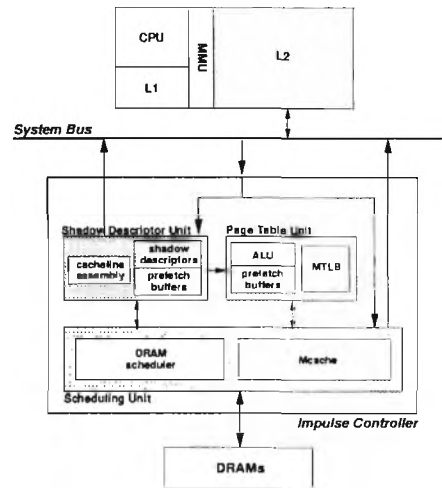 CPU
MMU
L2
L1
System Bus
Shadow Descriptor Unit
Page Table Unit
cacheline
assembly
shadow
descriptors
prefetch
buffers
ALU
prefetch
buffers
MTLB
DRAM
scheduler
Mcache
Scheduling Unit
Impulse Controller
DRAMs